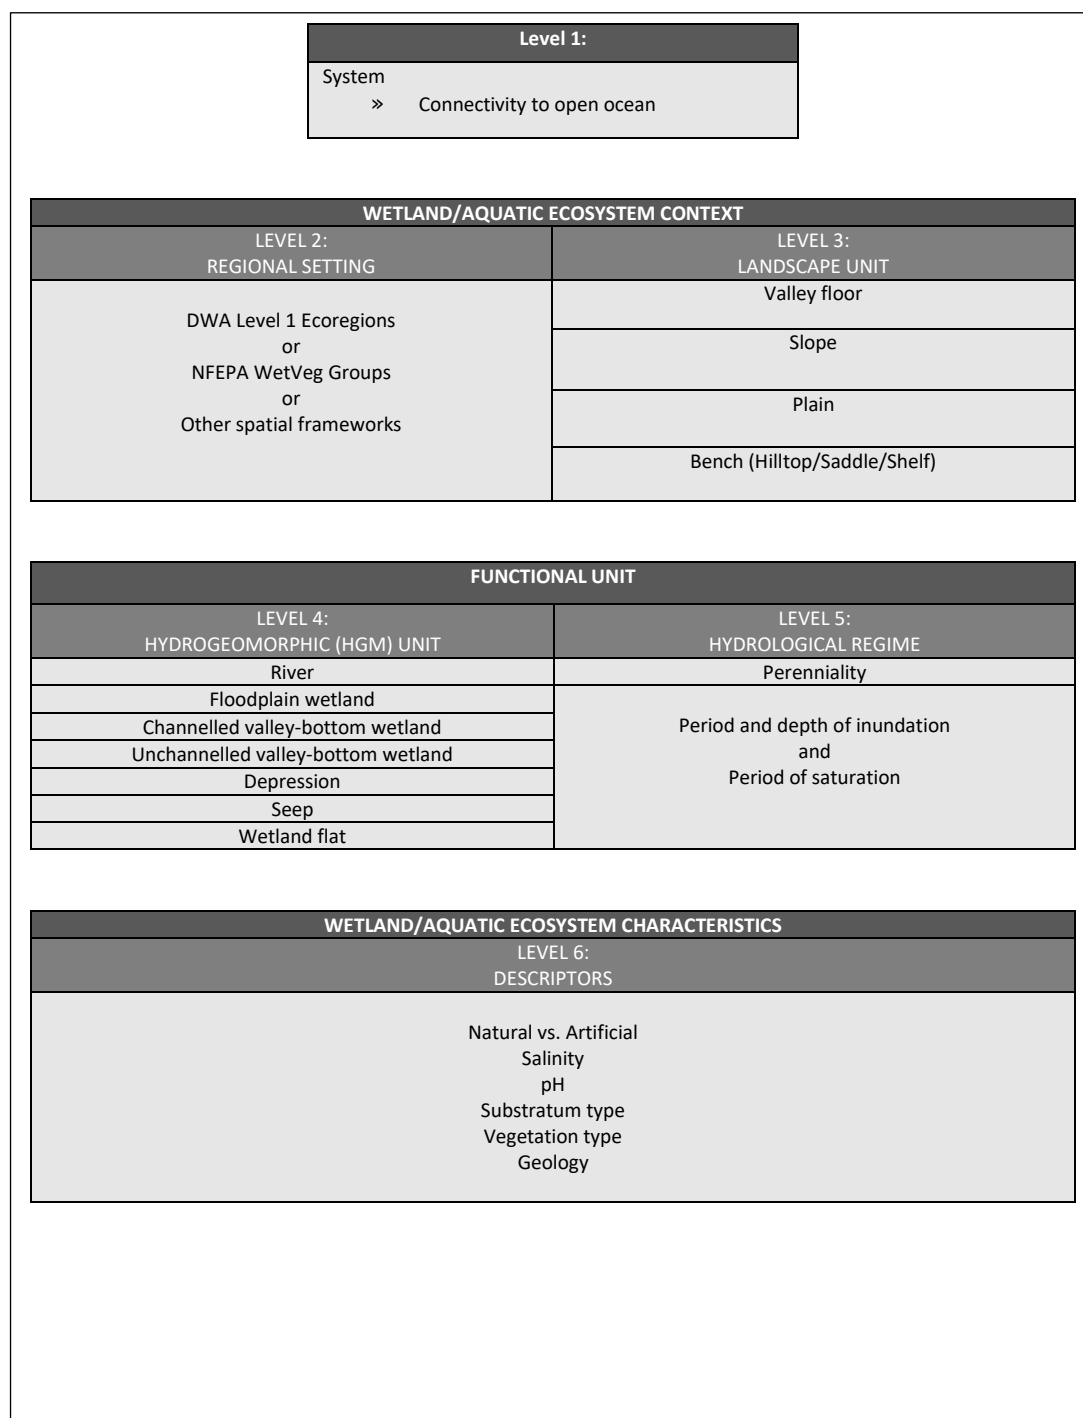 Level 1:
System
» Connectivity to open ocean
WETLAND/AQUATIC ECOSYSTEM CONTEXT
LEVEL 2:
REGIONAL SETTING
LEVEL 3:
LANDSCAPE UNIT
DWA Level 1 Ecoregions
or
NFEPA WetVeg Groups
or
Other spatial frameworks
Valley floor
Slope
Plain
Bench (Hilltop/Saddle/Shelf)
FUNCTIONAL UNIT
LEVEL 4:
HYDROGEOMORPHIC (HGM) UNIT
LEVEL 5:
HYDROLOGICAL REGIME
River
Perenniality
Floodplain wetland
Channelled valley-bottom wetland
Unchannelled valley-bottom wetland
Depression
Seep
Wetland flat
Period and depth of inundation
and
Period of saturation
WETLAND/AQUATIC ECOSYSTEM CHARACTERISTICS
LEVEL 6:
DESCRIPTORS
Natural vs. Artificial
Salinity
pH
Substratum type
Vegetation type
Geology